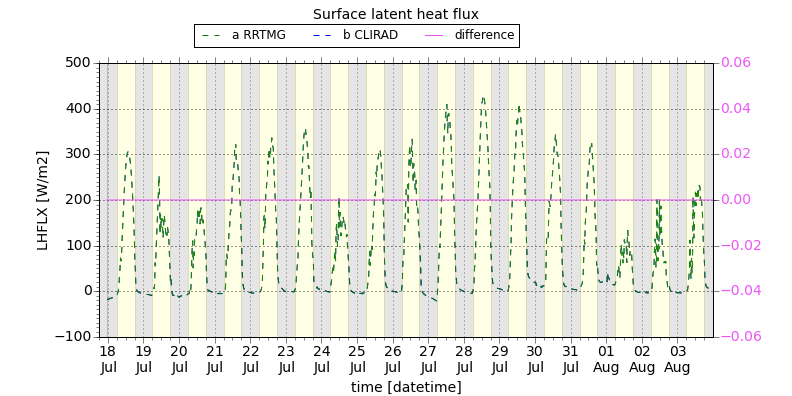 Surface latent heat flux
a RRTMG b CLIRAD difference
500
400
300
200
100
0
−100
LHFLX [W/m2]
0.06
0.04
0.02
0.00
−0.02
−0.04
−0.06
18 19 20 21 22 23 24 25 26 27 28 29 30 31 01 02 03
Jul Jul Jul Jul Jul Jul Jul Jul Jul Jul Jul Jul Jul Jul Aug Aug Aug
time [datetime]